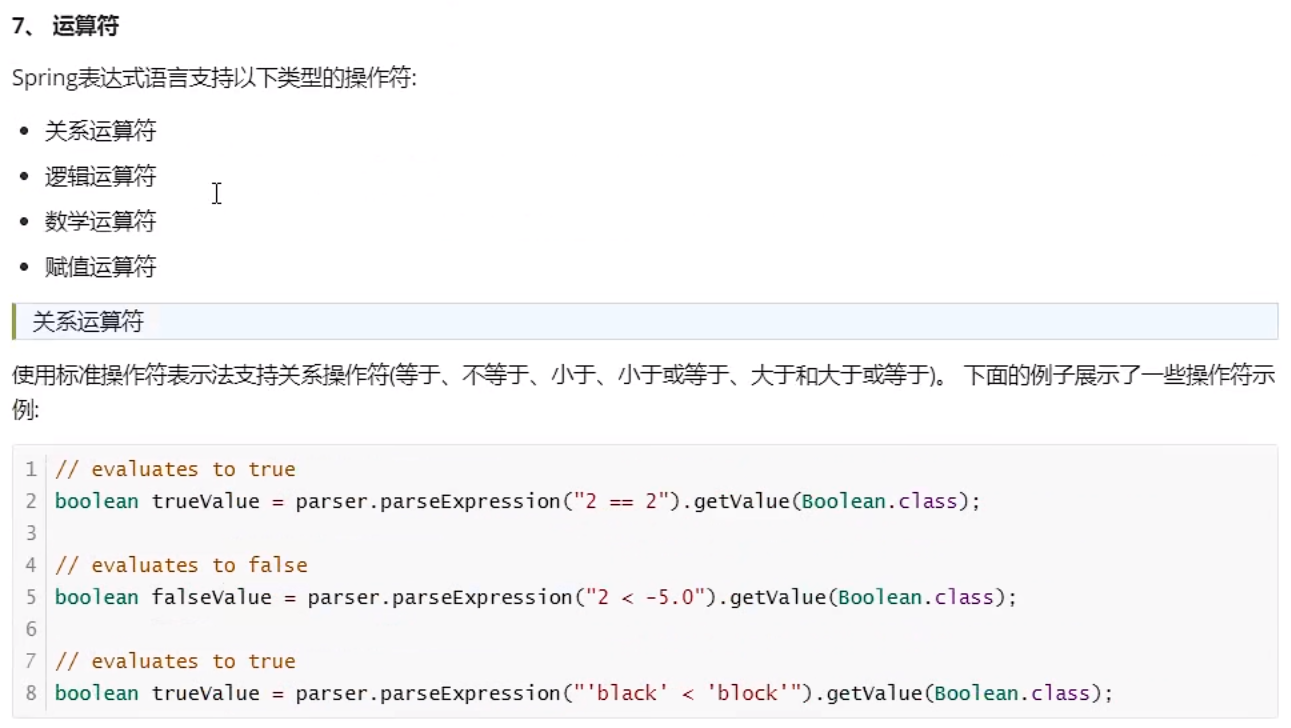 7、 运算符
Spring表达式语言支持以下类型的操作符:
• 关系运算符
• 逻辑运算符
• 数学运算符
• 赋值运算符
关系运算符
使用标准操作符表示法支持关系操作符(等于、不等于、小于、小于或等于、大于和大于或等于)。 下面的例子展示了一些操作符示
例:
1 // evaluates to true
2 boolean trueValue = parser.parseExpression("2 == 2").getValue(Boolean.class);
3
4 // evaluates to false
5 boolean falseValue = parser.parseExpression("2 < -5.0").getValue(Boolean.class);
6
7 // evaluates to true
8 boolean trueValue = parser.parseExpression("'black' < 'block'").getValue(Boolean.class);